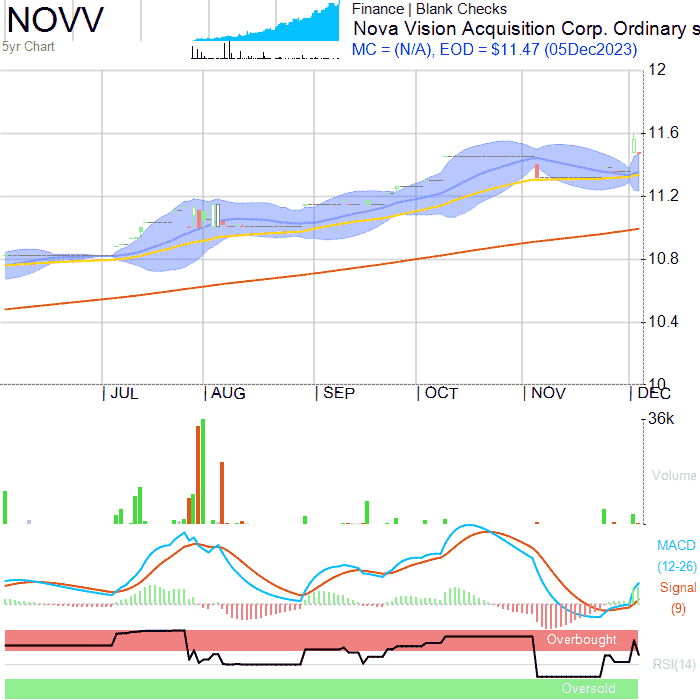 NOVV
5yr Chart
Finance | Blank Checks
Nova Vision Acquisition Corp. Ordinary s
MC = (N/A), EOD = $11.47 (05Dec2023)
12
11.6
11.2
10.8
10.4
10
JUL AUG SEP OCT NOV DEC
36k
Volume
MACD
(12-26)
Signal
(9)
Overbought
RSI(14)
Oversold